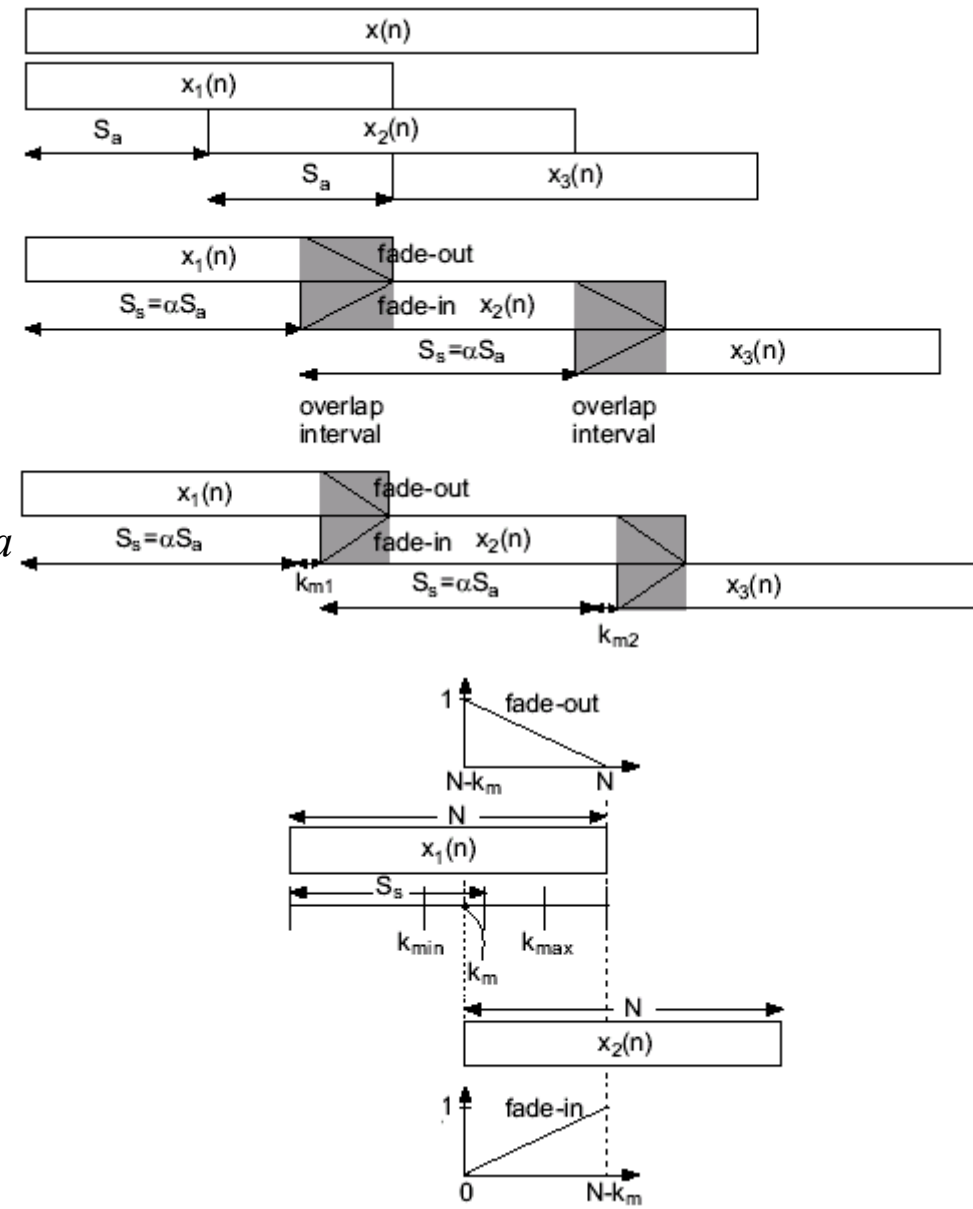 x(n)
x₁(n)
Sₐ
x₂(n)
Sₐ
x₃(n)
x₁(n)
fade-out
Sₛ=αSₐ
fade-in x₂(n)
Sₛ=αSₐ
x₃(n)
overlap
interval
overlap
interval
x₁(n)
fade-out
a
Sₛ=αSₐ
fade-in x₂(n)
kₘ₁
Sₛ=αSₐ
x₃(n)
kₘ₂
1
fade-out
N-kₘ
N
N
x₁(n)
Sₛ
kₘᵢₙ
kₘₐₓ
kₘ
N
x₂(n)
1
fade-in
0
N-kₘ